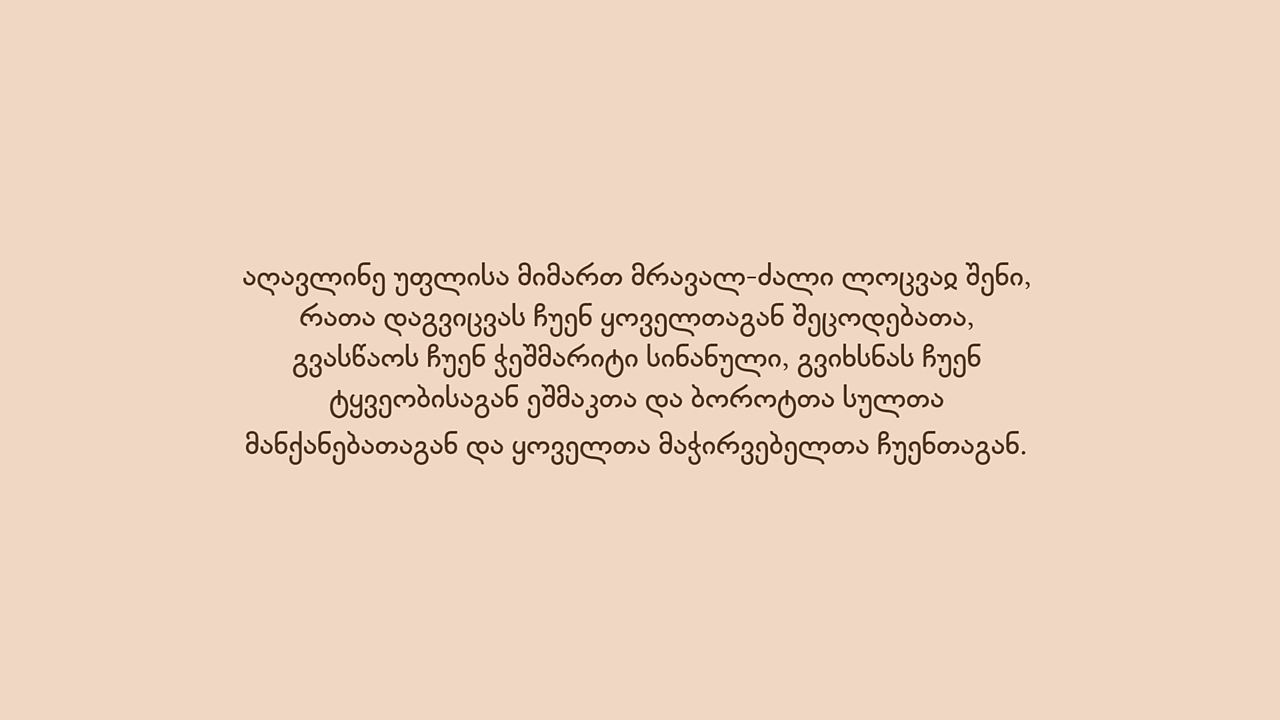 აღავლინე უფლისა მიმართ მრავალ-ძალი ლოცვაჲ შენი,
რათა დაგვიცვას ჩუენ ყოველთაგან შეცოდებათა,
გვასწაოს ჩუენ ჭეშმარიტი სინანული, გვიხსნას ჩუენ
ტყვეობისაგან ეშმაკთა და ბოროტთა სულთა
მანქანებათაგან და ყოველთა მაჭირვებელთა ჩუენთაგან.